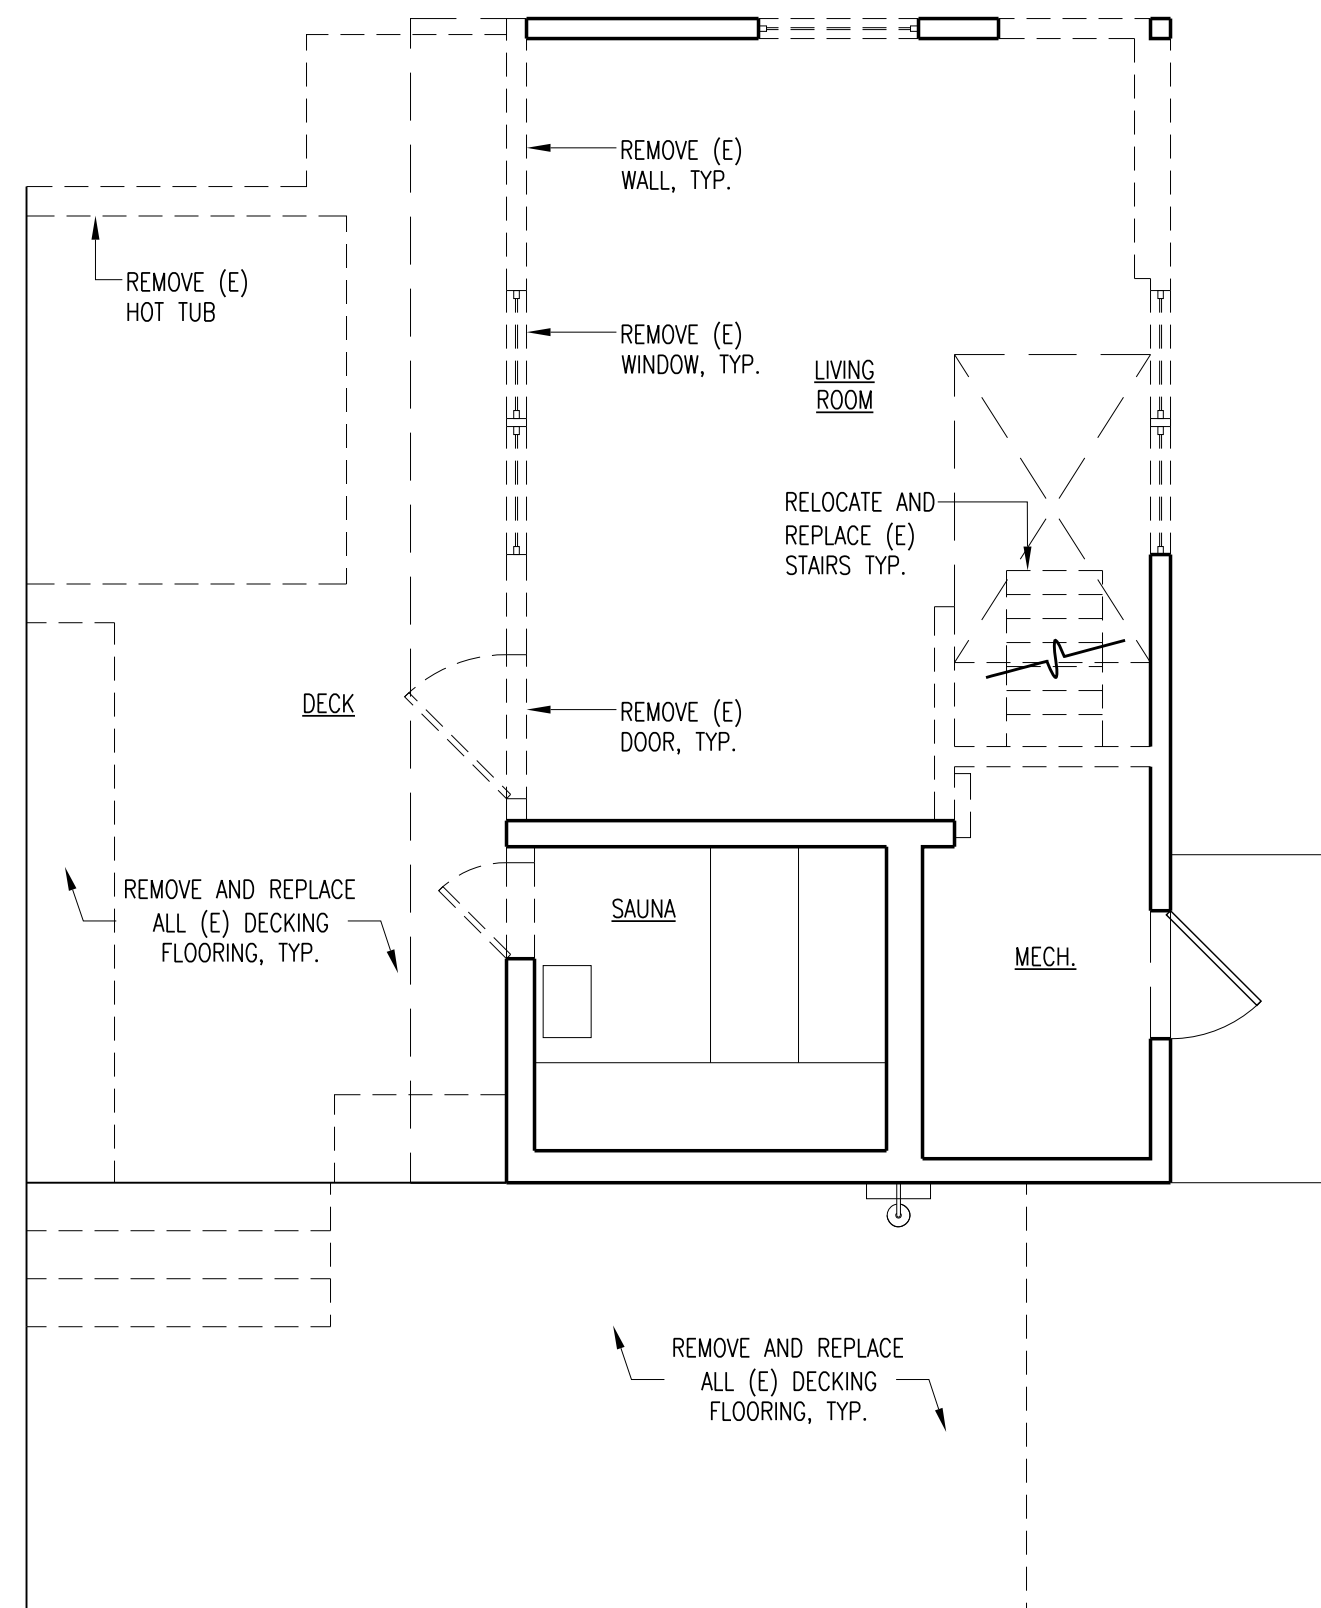 REMOVE (E)
WALL, TYP.
REMOVE (E)
HOT TUB
REMOVE (E)
WINDOW, TYP.
LIVING
ROOM
RELOCATE AND
REPLACE (E)
STAIRS TYP.
DECK
REMOVE (E)
DOOR, TYP.
REMOVE AND REPLACE
ALL (E) DECKING
FLOORING, TYP.
SAUNA
MECH.
REMOVE AND REPLACE
ALL (E) DECKING
FLOORING, TYP.